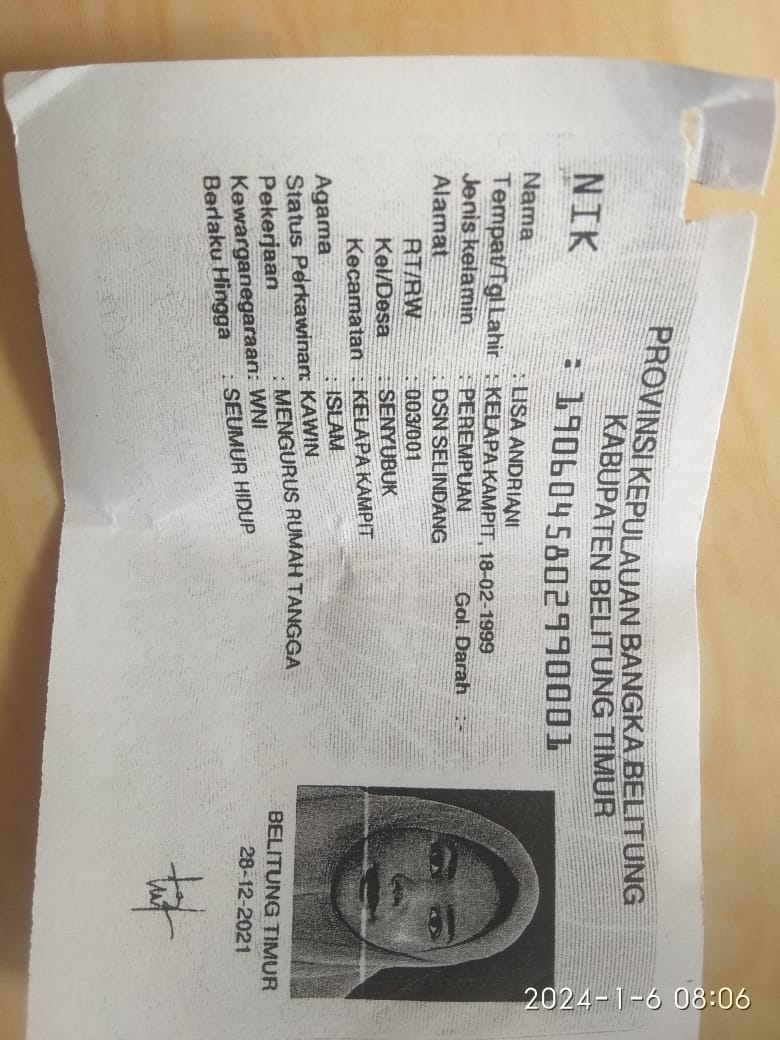 PROVINSI KEPULAUAN BANGKA BELITUNG
KABUPATEN BELITUNG TIMUR
NIK : 1906045802990001
Nama : LISA ANDRIANI
Tempat/Tgl Lahir : KELAPA KAMPIT, 18-02-1999
Jenis kelamin : PEREMPUAN Gol. Darah :-
Alamat : DSN SELINDANG
RT/RW : 003/001
Kel/Desa : SENYUBUK
Kecamatan : KELAPA KAMPIT
Agama : ISLAM
Status Perkawinan: KAWIN
Pekerjaan : MENGURUS RUMAH TANGGA
Kewarganegaraan: WNI
Berlaku Hingga : SEUMUR HIDUP
BELITUNG TIMUR
28-12-2021
2024-1-6 08:06